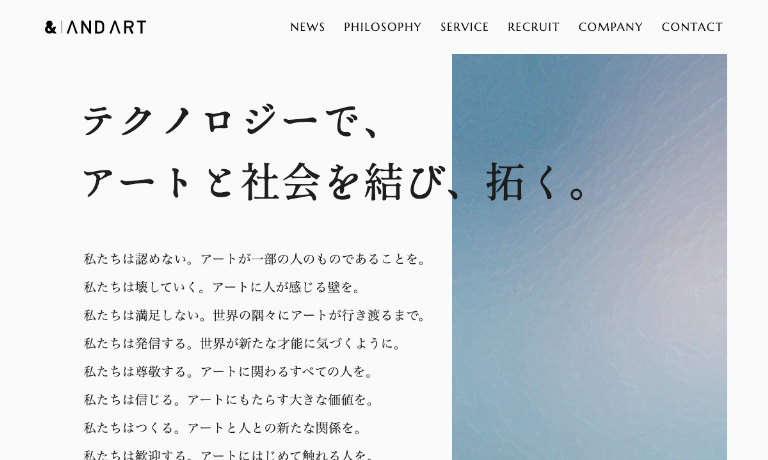 & ANDART
NEWS PHILOSOPHY SERVICE RECRUIT COMPANY CONTACT
テクノロジーで、
アートと社会を結び、拓く。
私たちは認めない。アートが一部の人のものであることを。
私たちは壊していく。アートに人が感じる壁を。
私たちは満足しない。世界の隅々にアートが行き渡るまで。
私たちは発信する。世界が新たな才能に気づくように。
私たちは尊敬する。アートに関わるすべての人を。
私たちは信じる。アートにもたらす大きな価値を。
私たちはつくる。アートと人との新たな関係を。
私たちは歓迎する。アートにはじめて触れる人を。